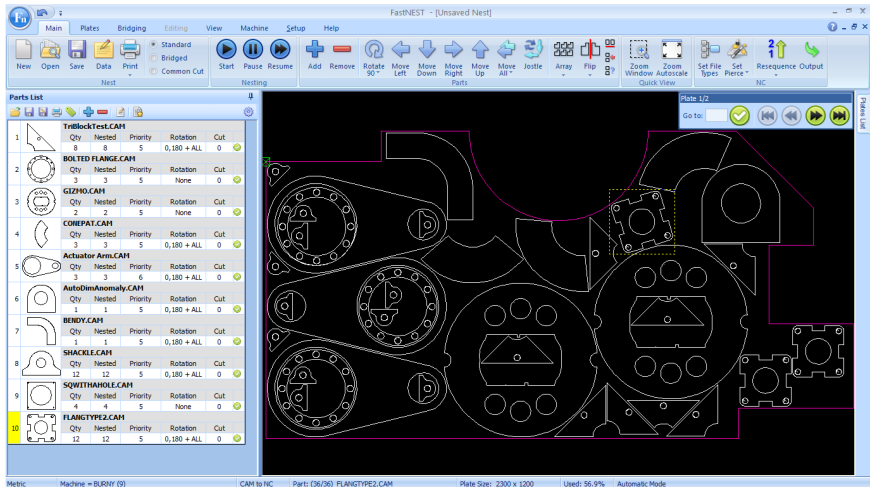 Fn
FastNEST - [Unsaved Nest]
Main Plates Bridging Editing View Machine Setup Help
New Open Save Data Print
Standard
Bridged
Common Cut
Start Pause Resume
Add Remove Rotate 90° Move Left Move Down Move Right Move Up Move All Jostle Array Flip
Zoom Window Zoom Autoscale
Set File Types Set Pierce
Resequence Output
Nest Nesting Parts Quick View NC
Parts List
Plate 1/2
Go to:
Plates List
TriBlockTest.CAM
1 Qty Nested Priority Rotation Cut
8 8 5 0,180 + ALL 0
BOLTED FLANGE.CAM
2 Qty Nested Priority Rotation Cut
3 3 5 None 0
GIZMO.CAM
3 Qty Nested Priority Rotation Cut
2 2 5 None 0
CONEPAT.CAM
4 Qty Nested Priority Rotation Cut
3 3 5 0,180 + ALL 0
Actuator Arm.CAM
5 Qty Nested Priority Rotation Cut
3 3 6 0,180 + ALL 0
AutoDimAnomaly.CAM
6 Qty Nested Priority Rotation Cut
1 1 5 0,180 + ALL 0
BENDY.CAM
7 Qty Nested Priority Rotation Cut
1 1 5 0,180 + ALL 0
SHACKLE.CAM
8 Qty Nested Priority Rotation Cut
12 12 5 0,180 + ALL 0
SQWITHAHOLE.CAM
9 Qty Nested Priority Rotation Cut
4 4 5 None 0
FLANGTYPE2.CAM
10 Qty Nested Priority Rotation Cut
12 12 5 0,180 + ALL 0
Metric Machine = BURNY (9) CAM to NC Part: (36/36) FLANGTYPE2.CAM Plate Size: 2300 x 1200 Used: 56.9% Automatic Mode